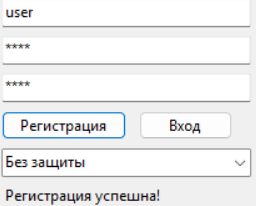 user
****
****
Регистрация Вход
Без защиты
Регистрация успешна!